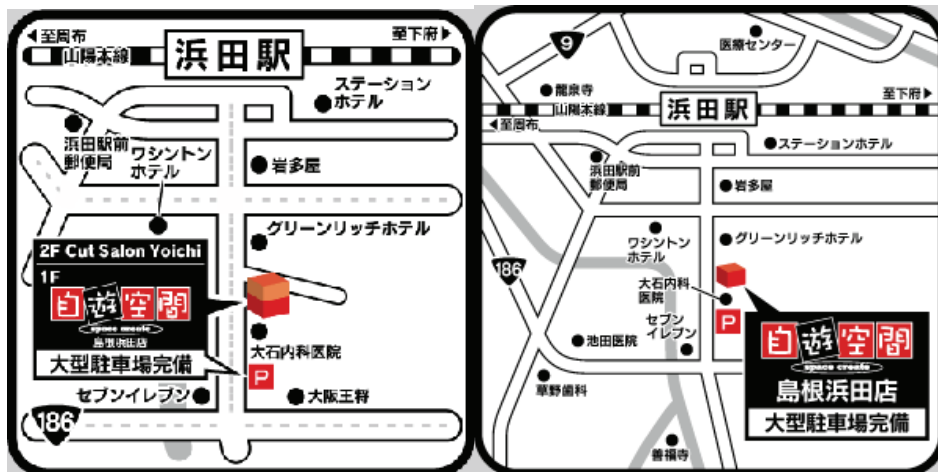 ◀至周布
至下府▶
山陽本線
浜田駅
ステーション
ホテル
浜田駅前
郵便局
ワシントン
ホテル
岩多屋
グリーンリッチホテル
2F Cut Salon Yoichi
1F
自遊空間
space create
島根浜田店
大型駐車場完備
大石内科医院
P
セブンイレブン
大阪王将
186
9
医療センター
龍泉寺
山陽本線
浜田駅
至下府▶
◀至周布
ステーションホテル
浜田駅前
郵便局
岩多屋
ワシントン
ホテル
グリーンリッチホテル
186
大石内科
医院
P
セブン
イレブン
池田医院
草野歯科
自遊空間
space create
島根浜田店
大型駐車場完備
善福寺